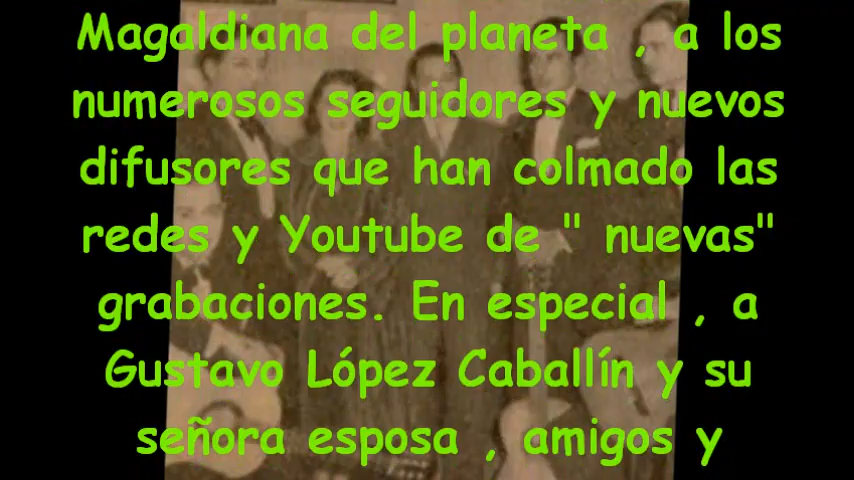 Magaldiana del planeta , a los
numerosos seguidores y nuevos
difusores que han colmado las
redes y Youtube de " nuevas"
grabaciones. En especial , a
Gustavo López Caballín y su
señora esposa , amigos y